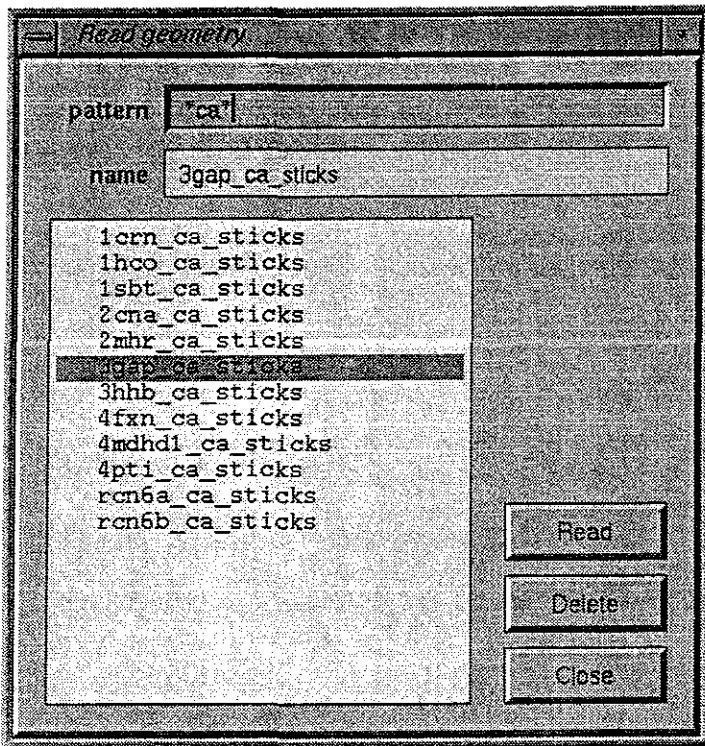 Read geometry
pattern *ca*
name 3gap_ca_sticks
1crn_ca_sticks
1hco_ca_sticks
1sbt_ca_sticks
2cna_ca_sticks
2mhr_ca_sticks
3gap_ca_sticks
3hhb_ca_sticks
4fxn_ca_sticks
4mdhd1_ca_sticks
4pti_ca_sticks
rcn6a_ca_sticks
rcn6b_ca_sticks
Read
Delete
Close